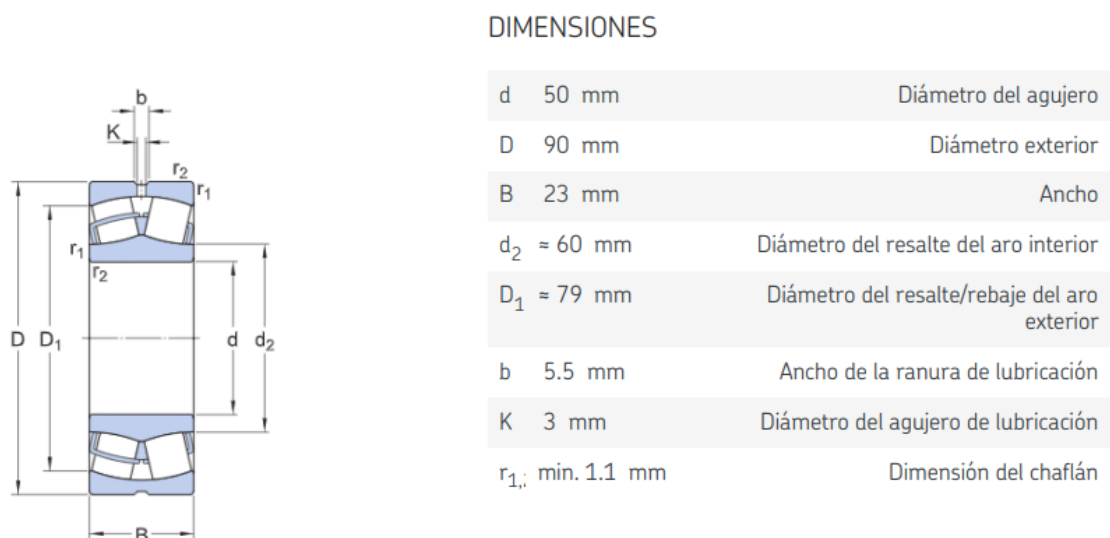 DIMENSIONES
d 50 mm Diámetro del agujero
D 90 mm Diámetro exterior
B 23 mm Ancho
d2 ≈ 60 mm Diámetro del resalte del aro interior
D1 ≈ 79 mm Diámetro del resalte/rebaje del aro
exterior
b 5.5 mm Ancho de la ranura de lubricación
K 3 mm Diámetro del agujero de lubricación
r1,: min. 1.1 mm Dimensión del chaflán
b
K
r2
r1
r1
r2
D D1 d d2
B